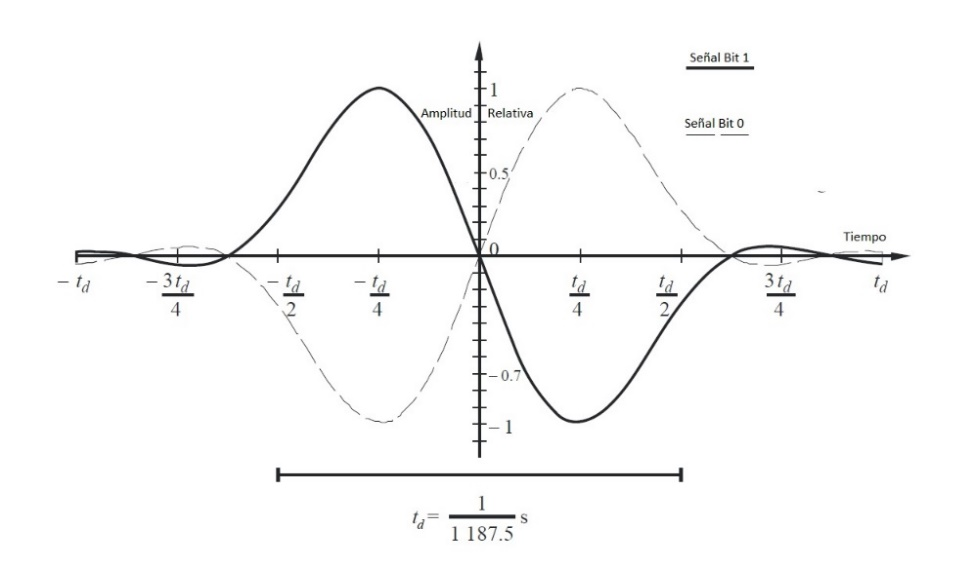 Señal Bit 1
1
Amplitud Relativa
Señal Bit 0
0.5
Tiempo
0
− t_d
− 3t_d/4
− t_d/2
− t_d/4
t_d/4
t_d/2
3t_d/4
t_d
− 0.7
− 1
t_d = 1/1 187.5 s